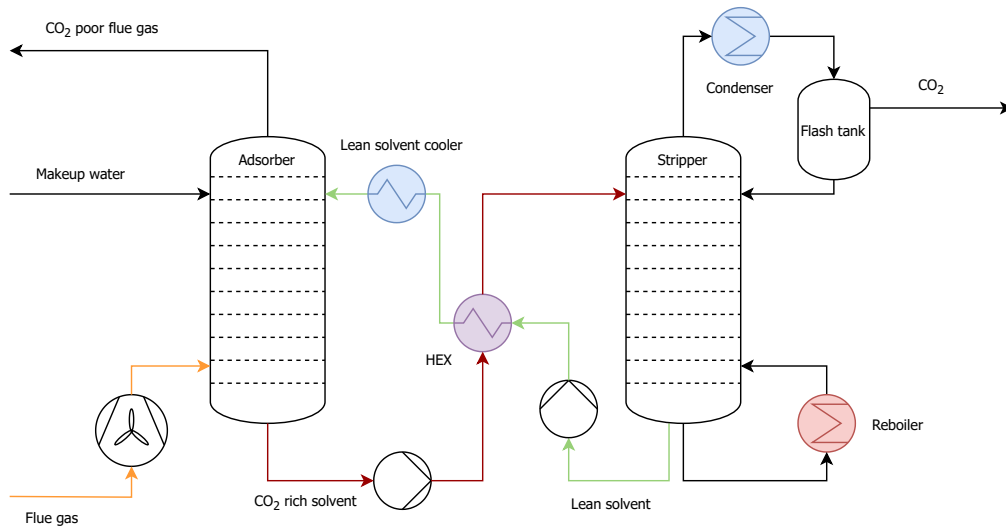 CO2 poor flue gas
Condenser
CO2
Flash tank
Adsorber
Lean solvent cooler
Stripper
Makeup water
HEX
Reboiler
CO2 rich solvent
Lean solvent
Flue gas